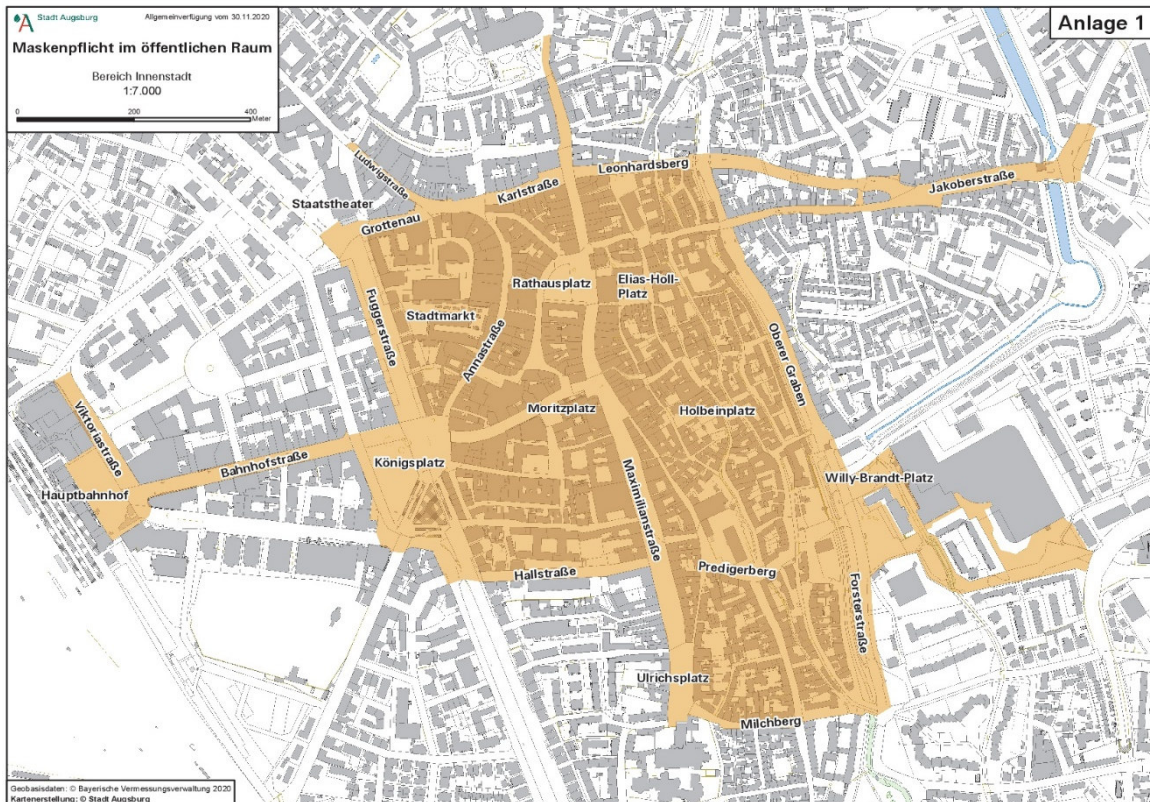 Stadt Augsburg
Allgemeinverfügung vom 30.11.2020
Maskenpflicht im öffentlichen Raum
Bereich Innenstadt
1:7.000
0 200 400
Meter
Anlage 1
Ludwigstraße
Staatstheater
Grottenau
Karlstraße
Leonhardsberg
Jakoberstraße
Rathausplatz
Elias-Holl-
Platz
Fuggerstraße
Stadtmarkt
Annastraße
Oberer Graben
Viktoriastraße
Moritzplatz
Holbeinplatz
Bahnhofstraße
Königsplatz
Hauptbahnhof
Maximilianstraße
Willy-Brandt-Platz
Hallstraße
Predigerberg
Forsterstraße
Ulrichsplatz
Milchberg
Geobasisdaten: © Bayerische Vermessungsverwaltung 2020
Kartenerstellung: © Stadt Augsburg